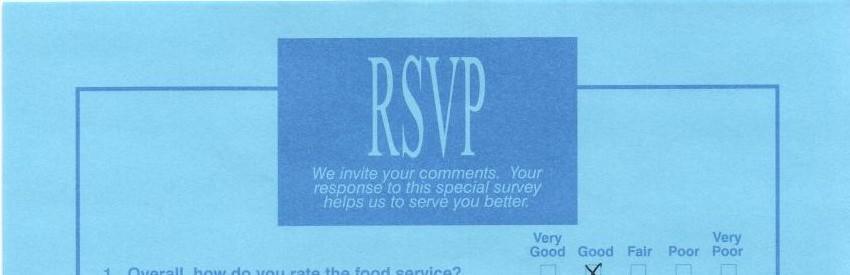 RSVP
We invite your comments. Your
response to this special survey
helps us to serve you better.
Very Good Good Fair Poor Very Poor
1. Overall, how do you rate the food service?